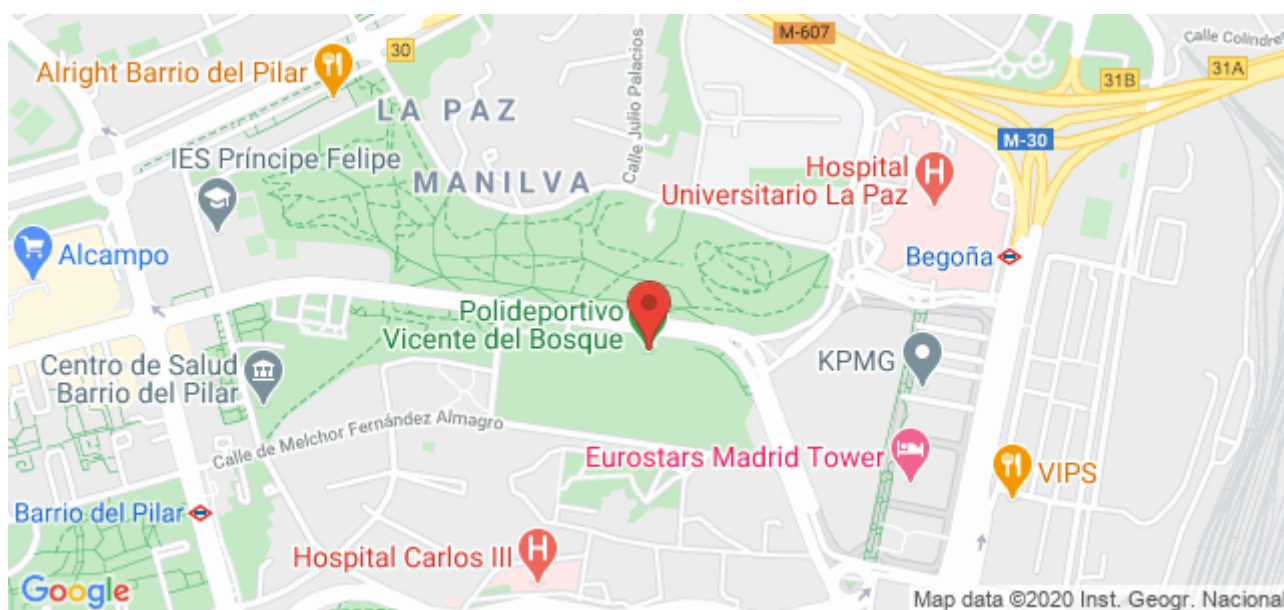 M-607
Calle Colindres
30
31A
31B
Alright Barrio del Pilar
Calle Julio Palacios
LA PAZ
M-30
IES Príncipe Felipe
MANILVA
Hospital
Universitario La Paz
Alcampo
Begoña
Polideportivo
Vicente del Bosque
KPMG
Centro de Salud
Barrio del Pilar
Calle de Melchor Fernández Almagro
Eurostars Madrid Tower
VIPS
Barrio del Pilar
Hospital Carlos III
Google
Map data ©2020 Inst. Geogr. Naciona